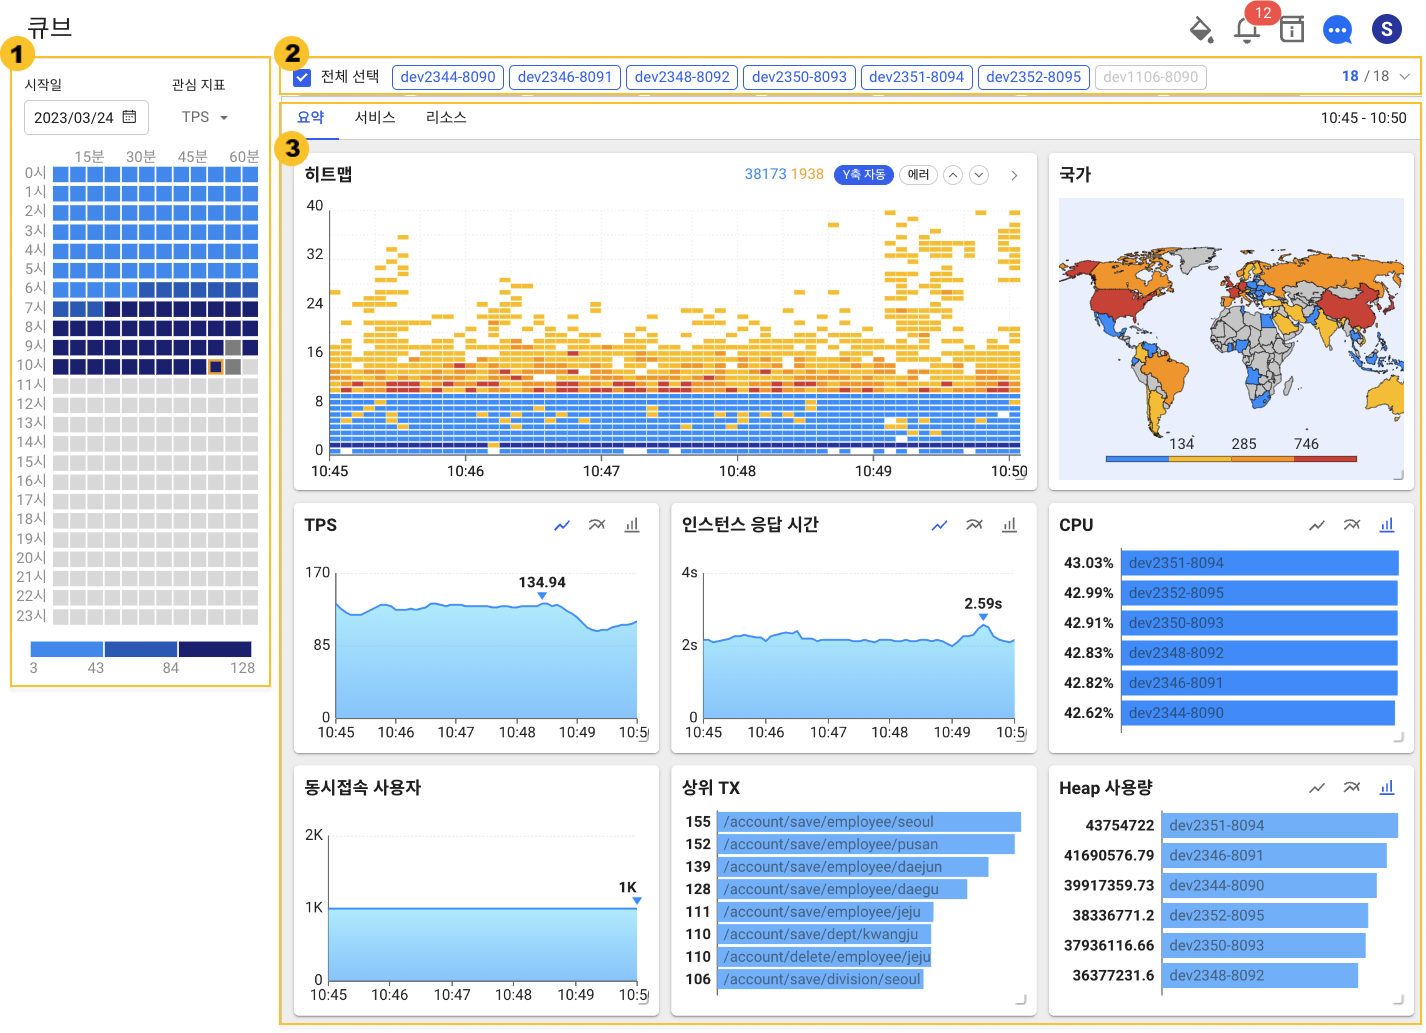 큐브
12
S
1
시작일
관심 지표
2023/03/24
TPS
15분 30분 45분 60분
0시
1시
2시
3시
4시
5시
6시
7시
8시
9시
10시
11시
12시
13시
14시
15시
16시
17시
18시
19시
20시
21시
22시
23시
3 43 84 128
2
전체 선택 dev2344-8090 dev2346-8091 dev2348-8092 dev2350-8093 dev2351-8094 dev2352-8095 dev1106-8090 18 / 18
요약 서비스 리소스 10:45 - 10:50
3
히트맵 38173 1938 Y축 자동 에러
40
32
24
16
8
0
10:45 10:46 10:47 10:48 10:49 10:50
국가
134 285 746
TPS
170
85
0
134.94
10:45 10:46 10:47 10:48 10:49 10:5
인스턴스 응답 시간
4s
2s
0
2.59s
10:45 10:46 10:47 10:48 10:49 10:5
CPU
43.03% dev2351-8094
42.99% dev2352-8095
42.91% dev2350-8093
42.83% dev2348-8092
42.82% dev2346-8091
42.62% dev2344-8090
동시접속 사용자
2K
1K
0
1K
10:45 10:46 10:47 10:48 10:49 10:5
상위 TX
155 /account/save/employee/seoul
152 /account/save/employee/pusan
139 /account/save/employee/daejun
128 /account/save/employee/daegu
111 /account/save/employee/jeju
110 /account/save/dept/kwangju
110 /account/delete/employee/jeju
106 /account/save/division/seoul
Heap 사용량
43754722 dev2351-8094
41690576.79 dev2346-8091
39917359.73 dev2344-8090
38336771.2 dev2352-8095
37936116.66 dev2350-8093
36377231.6 dev2348-8092